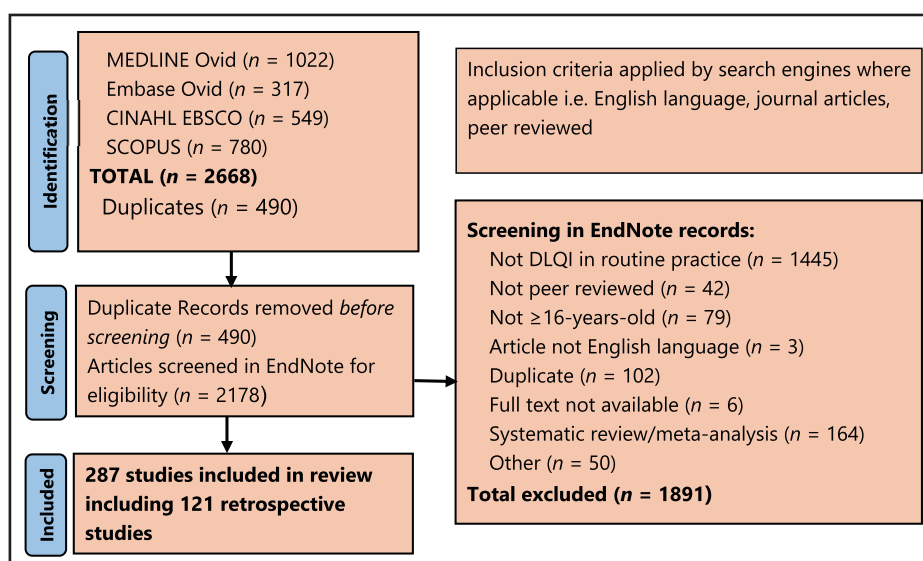 Identification
MEDLINE Ovid (n = 1022)
Embase Ovid (n = 317)
CINAHL EBSCO (n = 549)
SCOPUS (n = 780)
TOTAL (n = 2668)
Duplicates (n = 490)
Inclusion criteria applied by search engines where
applicable i.e. English language, journal articles,
peer reviewed
Screening
Duplicate Records removed before
screening (n = 490)
Articles screened in EndNote for
eligibility (n = 2178)
Screening in EndNote records:
Not DLQI in routine practice (n = 1445)
Not peer reviewed (n = 42)
Not ≥16-years-old (n = 79)
Article not English language (n = 3)
Duplicate (n = 102)
Full text not available (n = 6)
Systematic review/meta-analysis (n = 164)
Other (n = 50)
Total excluded (n = 1891)
Included
287 studies included in review
including 121 retrospective
studies